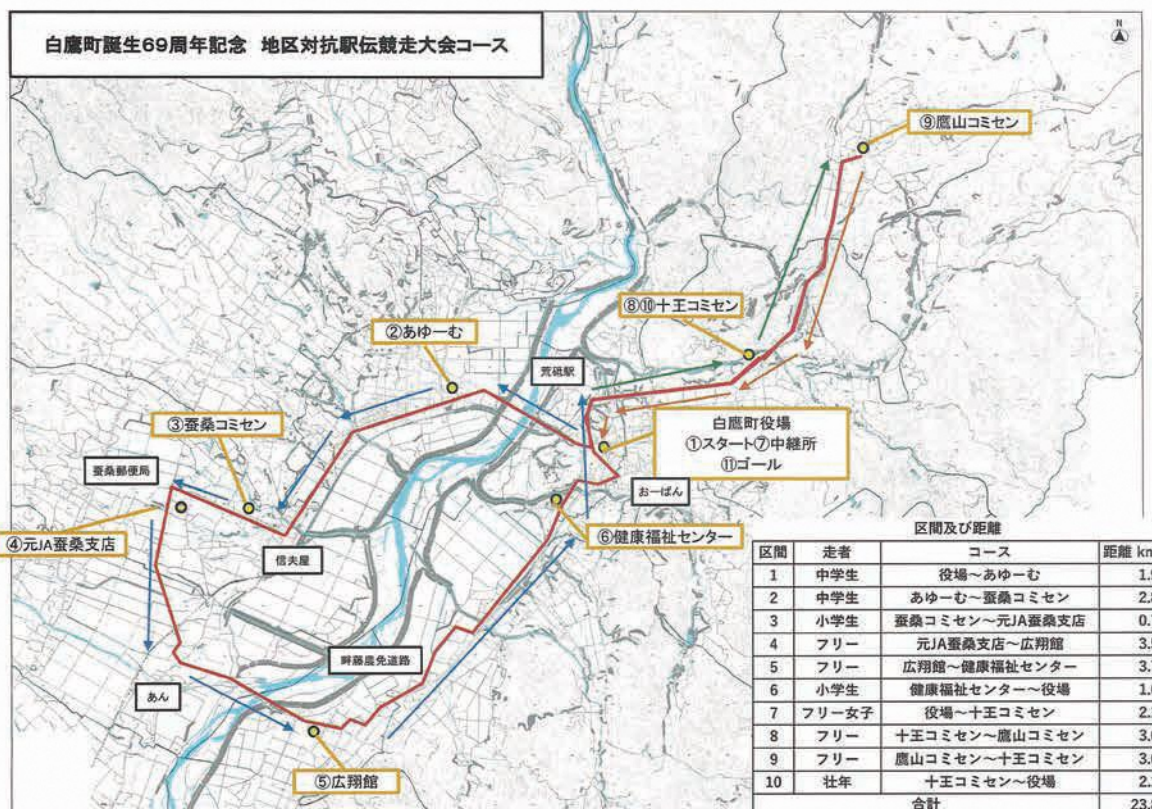 白鷹町誕生69周年記念 地区対抗駅伝競走大会コース
N
⑨鷹山コミセン
⑧⑩十王コミセン
②あゆーむ
荒砥駅
③蚕桑コミセン
白鷹町役場
①スタート⑦中継所
⑪ゴール
蚕桑郵便局
おーばん
④元JA蚕桑支店
⑥健康福祉センター
信夫屋
畔藤農免道路
あん
⑤広翔館
区間及び距離
区間 走者 コース 距離 km
1 中学生 役場～あゆーむ
2 中学生 あゆーむ～蚕桑コミセン
3 小学生 蚕桑コミセン～元JA蚕桑支店
4 フリー 元JA蚕桑支店～広翔館
5 フリー 広翔館～健康福祉センター
6 小学生 健康福祉センター～役場
7 フリー女子 役場～十王コミセン
8 フリー 十王コミセン～鷹山コミセン
9 フリー 鷹山コミセン～十王コミセン
10 壮年 十王コミセン～役場
合計